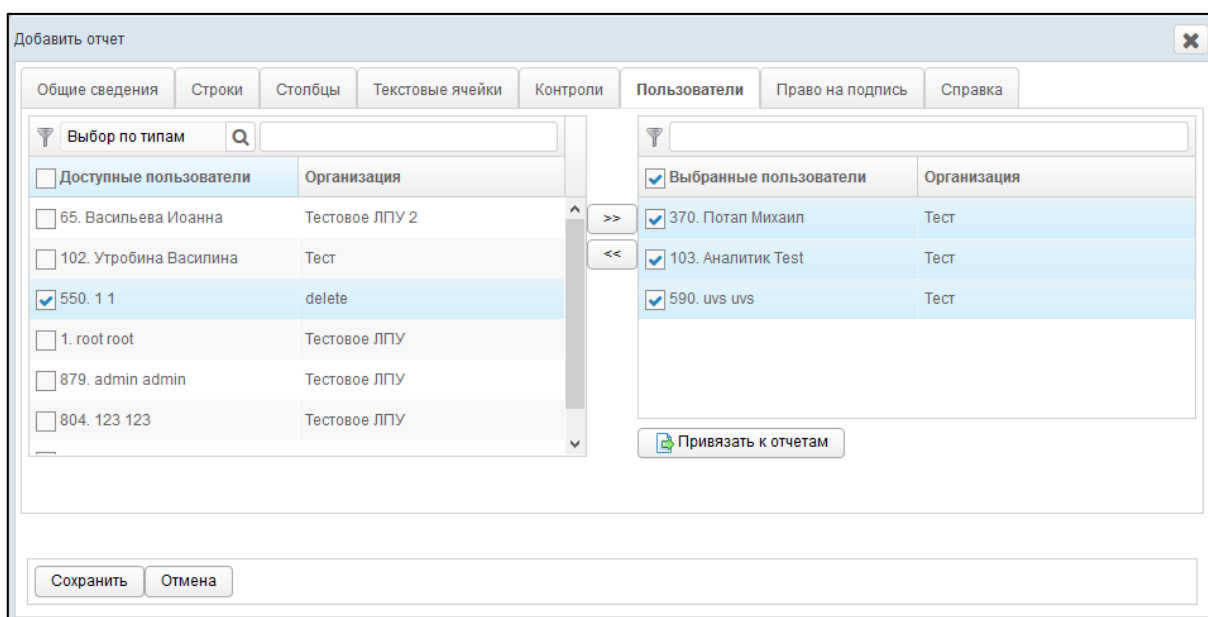 Добавить отчет
Общие сведения Строки Столбцы Текстовые ячейки Контроли Пользователи Право на подпись Справка
Выбор по типам
Доступные пользователи Организация Выбранные пользователи Организация
65. Васильева Иоанна Тестовое ЛПУ 2 >> 370. Потап Михаил Тест
102. Утробина Василина Тест << 103. Аналитик Test Тест
550. 1 1 delete 590. uvs uvs Тест
1. root root Тестовое ЛПУ
879. admin admin Тестовое ЛПУ
804. 123 123 Тестовое ЛПУ
Привязать к отчетам
Сохранить Отмена